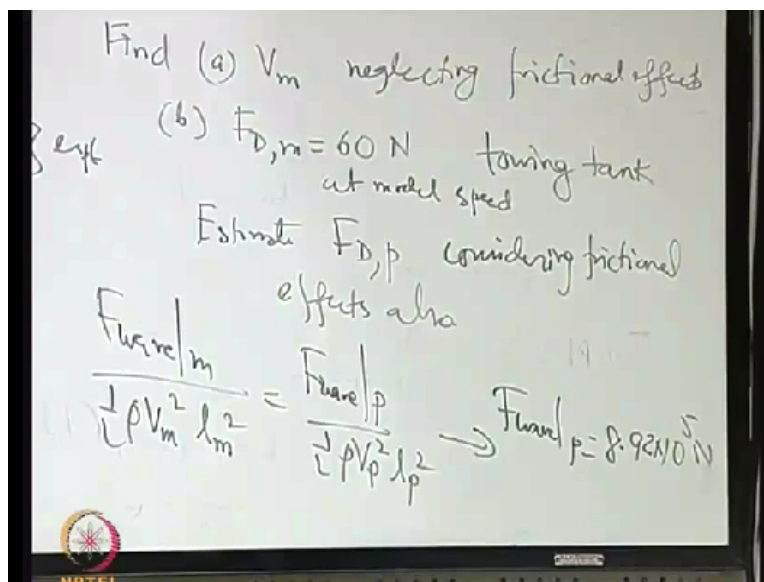 Find (a) Vm neglecting frictional effects
(b) FD,m = 60 N towing tank
at model speed
Estimate FD,p considering frictional
effects also
Fwave|m / ½ρVm² lm² = Fwave|p / ½ρVp² lp² → Fwave|p = 8.92×10⁵ N
NPTEL